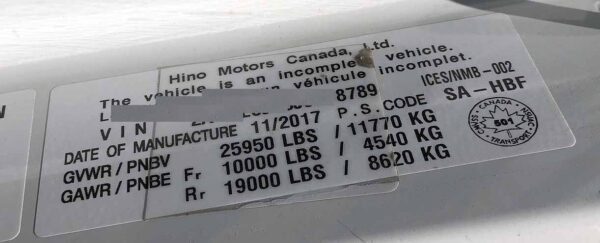 Hino Motors Canada, Ltd.
The vehicle is an incomplete vehicle.
L un véhicule incomplet. ICES/NMB-002
VIN 8789 P.S. CODE SA-HBF
DATE OF MANUFACTURE 11/2017
GVWR / PNBV 25950 LBS / 11770 KG
GAWR / PNBE Fr 10000 LBS / 4540 KG
Rr 19000 LBS / 8620 KG
CANADA
501
TRANSPORT
N